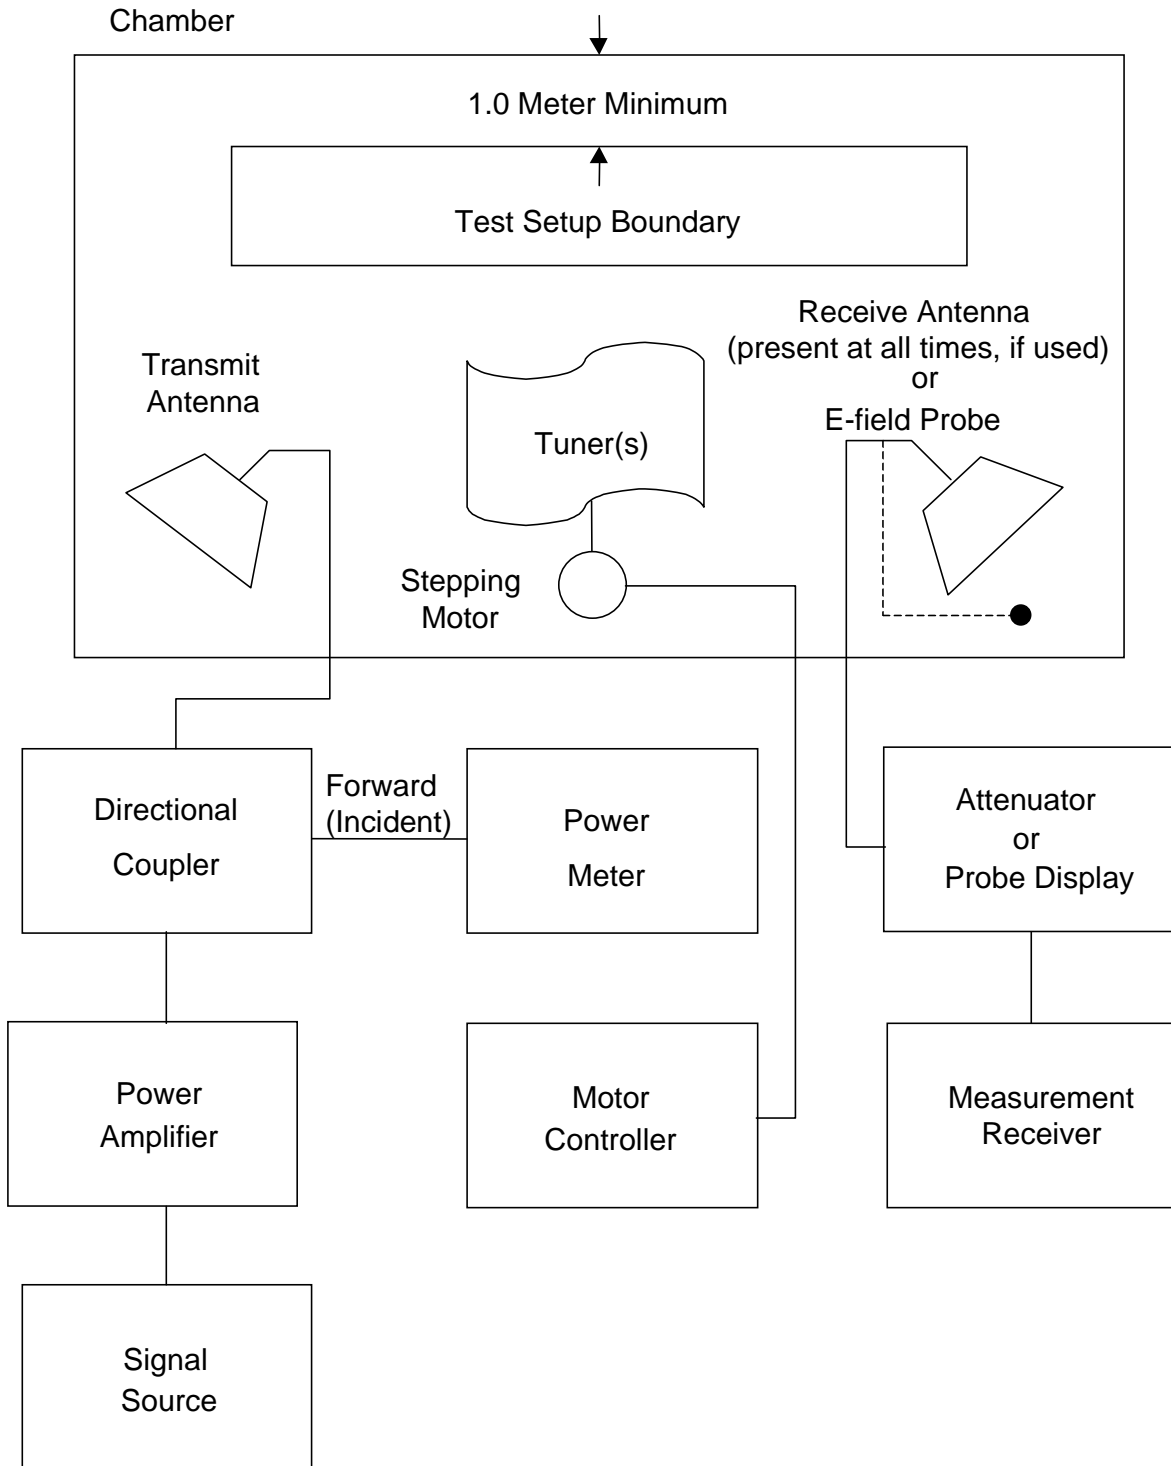 Chamber
1.0 Meter Minimum
Test Setup Boundary
Transmit
Antenna
Tuner(s)
Receive Antenna
(present at all times, if used)
or
E-field Probe
Stepping
Motor
Directional
Coupler
Forward
(Incident)
Power
Meter
Attenuator
or
Probe Display
Power
Amplifier
Motor
Controller
Measurement
Receiver
Signal
Source